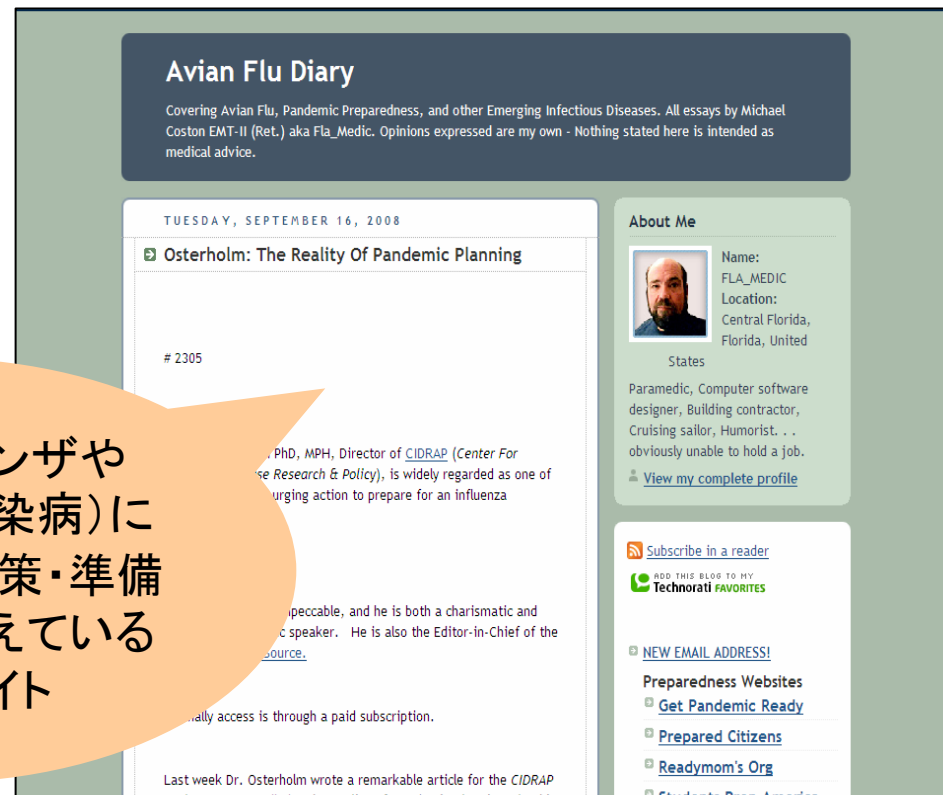 Avian Flu Diary
Covering Avian Flu, Pandemic Preparedness, and other Emerging Infectious Diseases. All essays by Michael
Coston EMT-II (Ret.) aka Fla_Medic. Opinions expressed are my own - Nothing stated here is intended as
medical advice.
TUESDAY, SEPTEMBER 16, 2008
Osterholm: The Reality Of Pandemic Planning
# 2305
PhD, MPH, Director of CIDRAP (Center For
Research & Policy), is widely regarded as one of
urging action to prepare for an influenza
and he is both a charismatic and
speaker. He is also the Editor-in-Chief of the
Source.
access is through a paid subscription.
Last week Dr. Osterholm wrote a remarkable article for the CIDRAP
ンザや
染病)に
策・準備
えている
イト
About Me
Name:
FLA_MEDIC
Location:
Central Florida,
Florida, United
States
Paramedic, Computer software
designer, Building contractor,
Cruising sailor, Humorist. . .
obviously unable to hold a job.
View my complete profile
Subscribe in a reader
ADD THIS BLOG TO MY
Technorati FAVORITES
NEW EMAIL ADDRESS!
Preparedness Websites
Get Pandemic Ready
Prepared Citizens
Readymom's Org